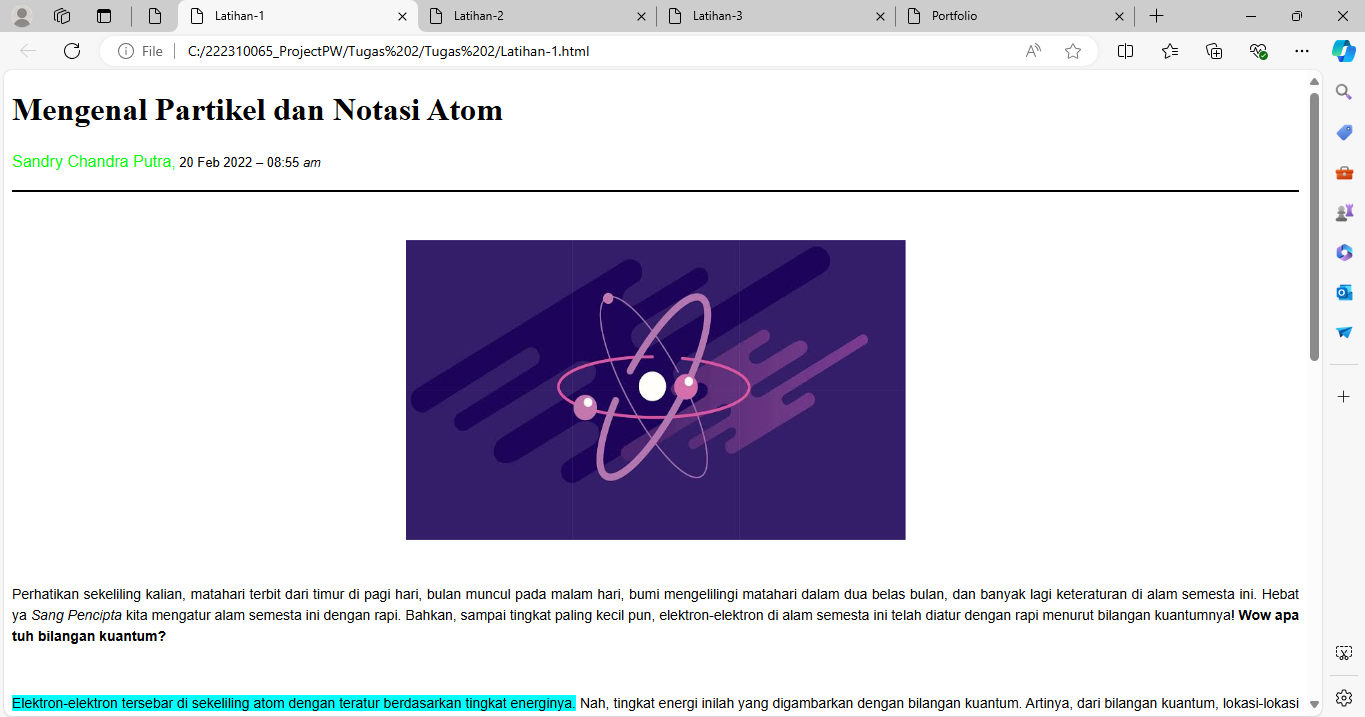 Latihan-1
Latihan-2
Latihan-3
Portfolio
File
C:/222310065_ProjectPW/Tugas%202/Tugas%202/Latihan-1.html
Mengenal Partikel dan Notasi Atom
Sandry Chandra Putra, 20 Feb 2022 – 08:55 am
Perhatikan sekeliling kalian, matahari terbit dari timur di pagi hari, bulan muncul pada malam hari, bumi mengelilingi matahari dalam dua belas bulan, dan banyak lagi keteraturan di alam semesta ini. Hebat
ya Sang Pencipta kita mengatur alam semesta ini dengan rapi. Bahkan, sampai tingkat paling kecil pun, elektron-elektron di alam semesta ini telah diatur dengan rapi menurut bilangan kuantumnya! Wow apa
tuh bilangan kuantum?
Elektron-elektron tersebar di sekeliling atom dengan teratur berdasarkan tingkat energinya. Nah, tingkat energi inilah yang digambarkan dengan bilangan kuantum. Artinya, dari bilangan kuantum, lokasi-lokasi